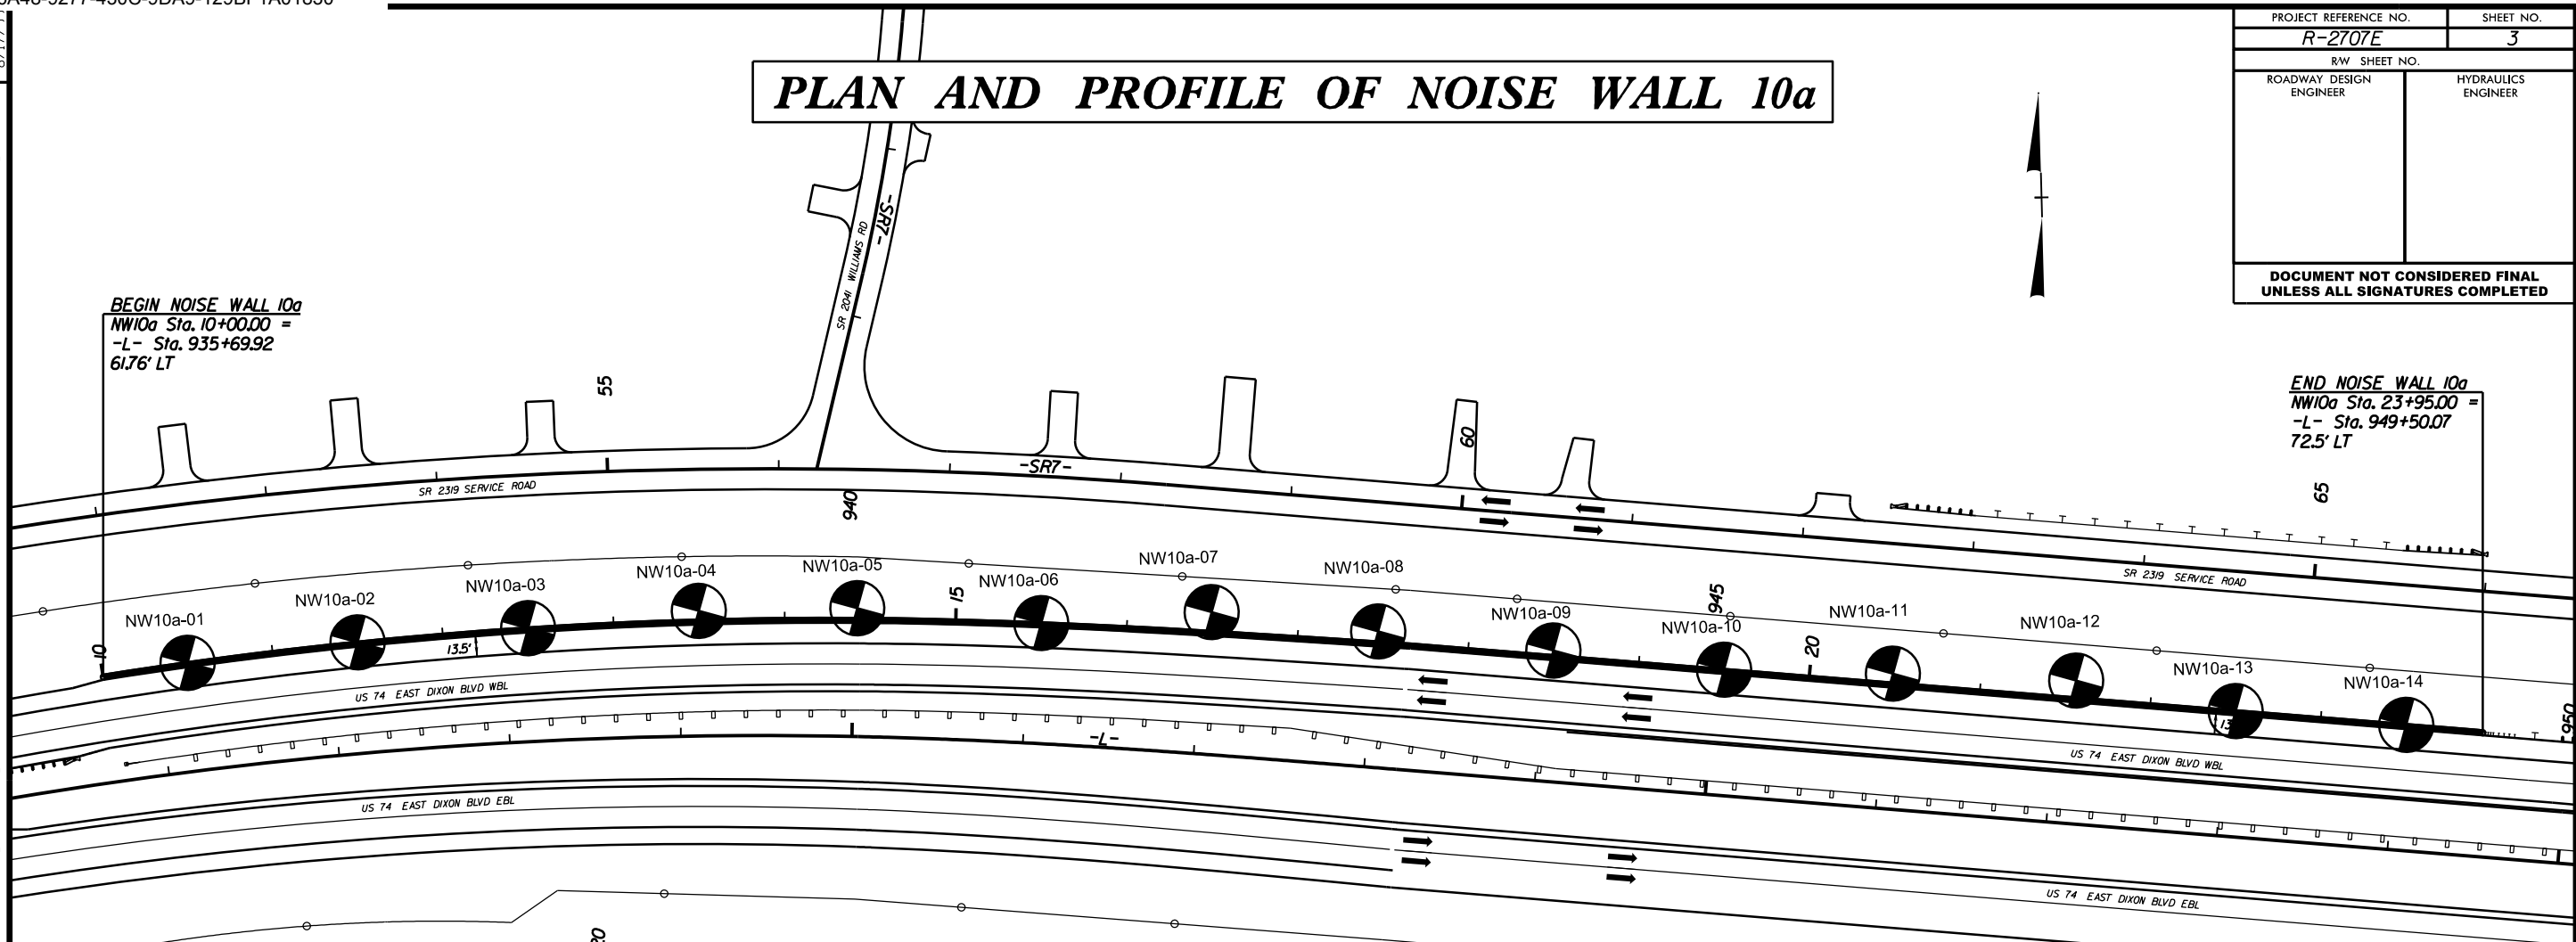 PROJECT REFERENCE NO.
SHEET NO.
R-2707E
3
RW SHEET NO.
ROADWAY DESIGN
ENGINEER
HYDRAULICS
ENGINEER
DOCUMENT NOT CONSIDERED FINAL
UNLESS ALL SIGNATURES COMPLETED
PLAN AND PROFILE OF NOISE WALL 10a
BEGIN NOISE WALL 10a
NW10a Sta. 10+00.00 =
-L- Sta. 935+69.92
61.76' LT
END NOISE WALL 10a
NW10a Sta. 23+95.00 =
-L- Sta. 949+50.07
72.5' LT
SR 2041 WILLIAMS RD
-SR7-
55
-SR7-
60
65
SR 2319 SERVICE ROAD
SR 2319 SERVICE ROAD
940
945
950
NW10a-01
NW10a-02
NW10a-03
NW10a-04
NW10a-05
NW10a-06
NW10a-07
NW10a-08
NW10a-09
NW10a-10
NW10a-11
NW10a-12
NW10a-13
NW10a-14
10
15
20
13.5'
US 74 EAST DIXON BLVD WBL
US 74 EAST DIXON BLVD WBL
-L-
US 74 EAST DIXON BLVD EBL
US 74 EAST DIXON BLVD EBL